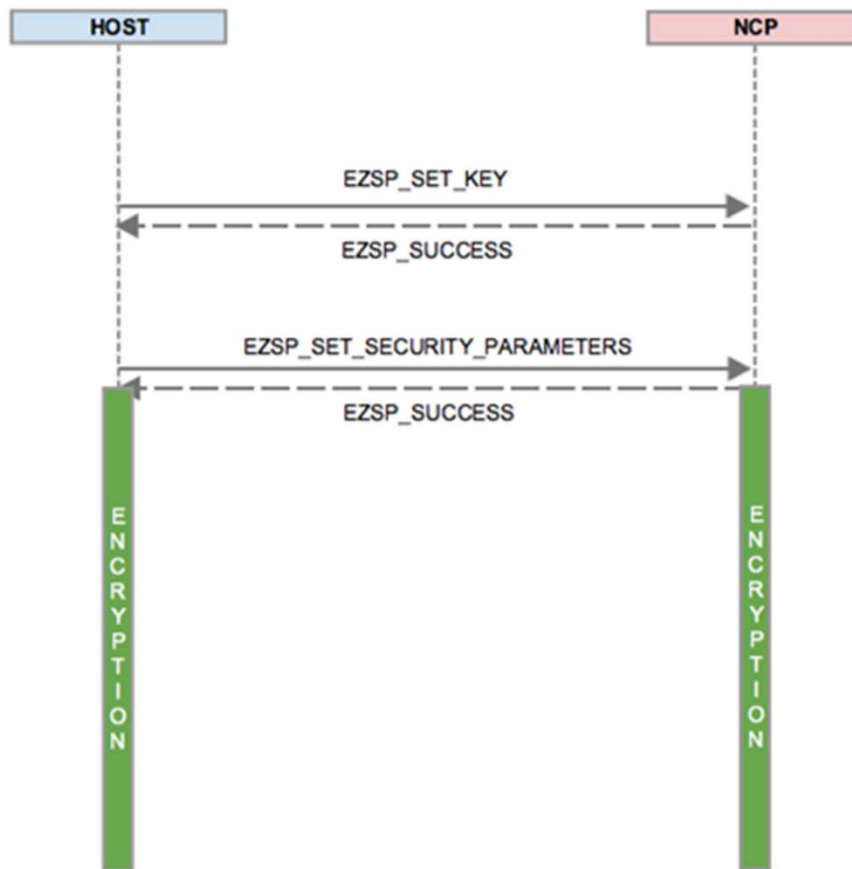 HOST
NCP
EZSP_SET_KEY
EZSP_SUCCESS
EZSP_SET_SECURITY_PARAMETERS
EZSP_SUCCESS
ENCRYPTION
ENCRYPTION